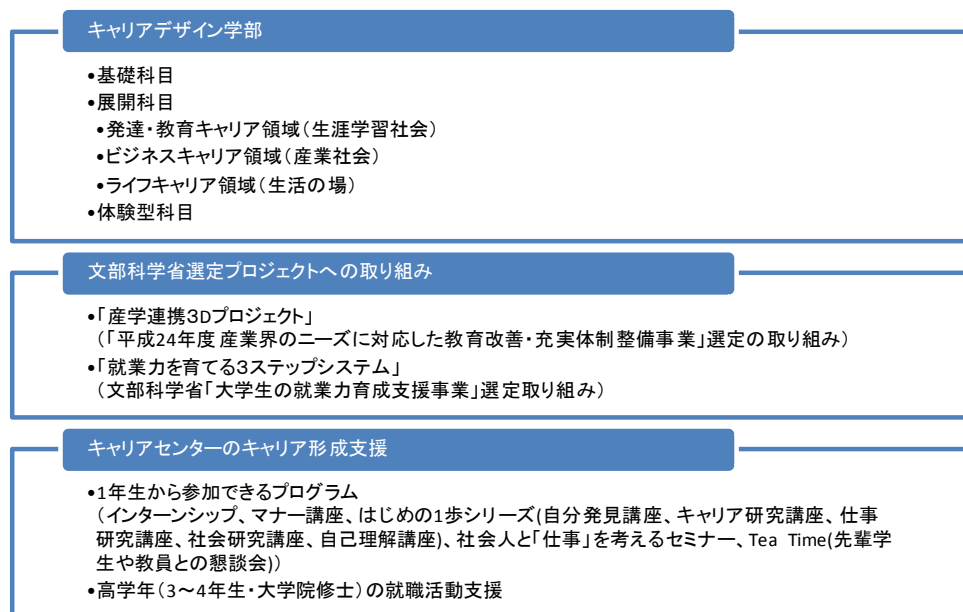 キャリアデザイン学部
•基礎科目
•展開科目
•発達・教育キャリア領域（生涯学習社会）
•ビジネスキャリア領域（産業社会）
•ライフキャリア領域（生活の場）
•体験型科目
文部科学省選定プロジェクトへの取り組み
•「産学連携３Dプロジェクト」
（「平成24年度 産業界のニーズに対応した教育改善・充実体制整備事業」選定の取り組み）
•「就業力を育てる３ステップシステム」
（文部科学省「大学生の就業力育成支援事業」選定取り組み）
キャリアセンターのキャリア形成支援
•1年生から参加できるプログラム
（インターンシップ、マナー講座、はじめの1歩シリーズ(自分発見講座、キャリア研究講座、仕事
研究講座、社会研究講座、自己理解講座)、社会人と「仕事」を考えるセミナー、Tea Time(先輩学
生や教員との懇談会)）
•高学年（3～4年生・大学院修士）の就職活動支援